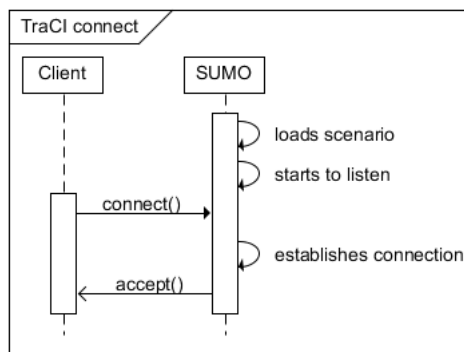 TraCI connect
Client
SUMO
loads scenario
starts to listen
connect()
establishes connection
accept()